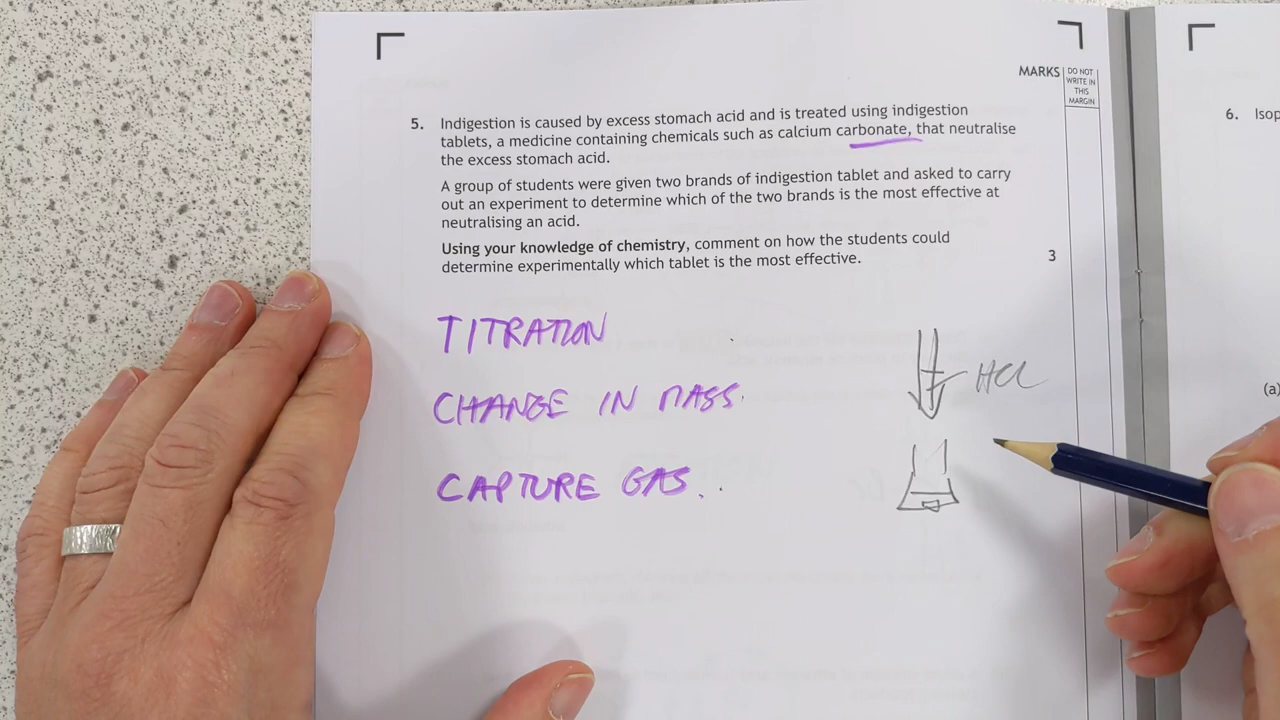 MARKS
DO NOT
WRITE IN
THIS
MARGIN
5. Indigestion is caused by excess stomach acid and is treated using indigestion
tablets, a medicine containing chemicals such as calcium carbonate, that neutralise
the excess stomach acid.
A group of students were given two brands of indigestion tablet and asked to carry
out an experiment to determine which of the two brands is the most effective at
neutralising an acid.
Using your knowledge of chemistry, comment on how the students could
determine experimentally which tablet is the most effective.
3
TITRATION
CHANGE IN MASS.
CAPTURE GAS.
HCl
6. Isop
(a)